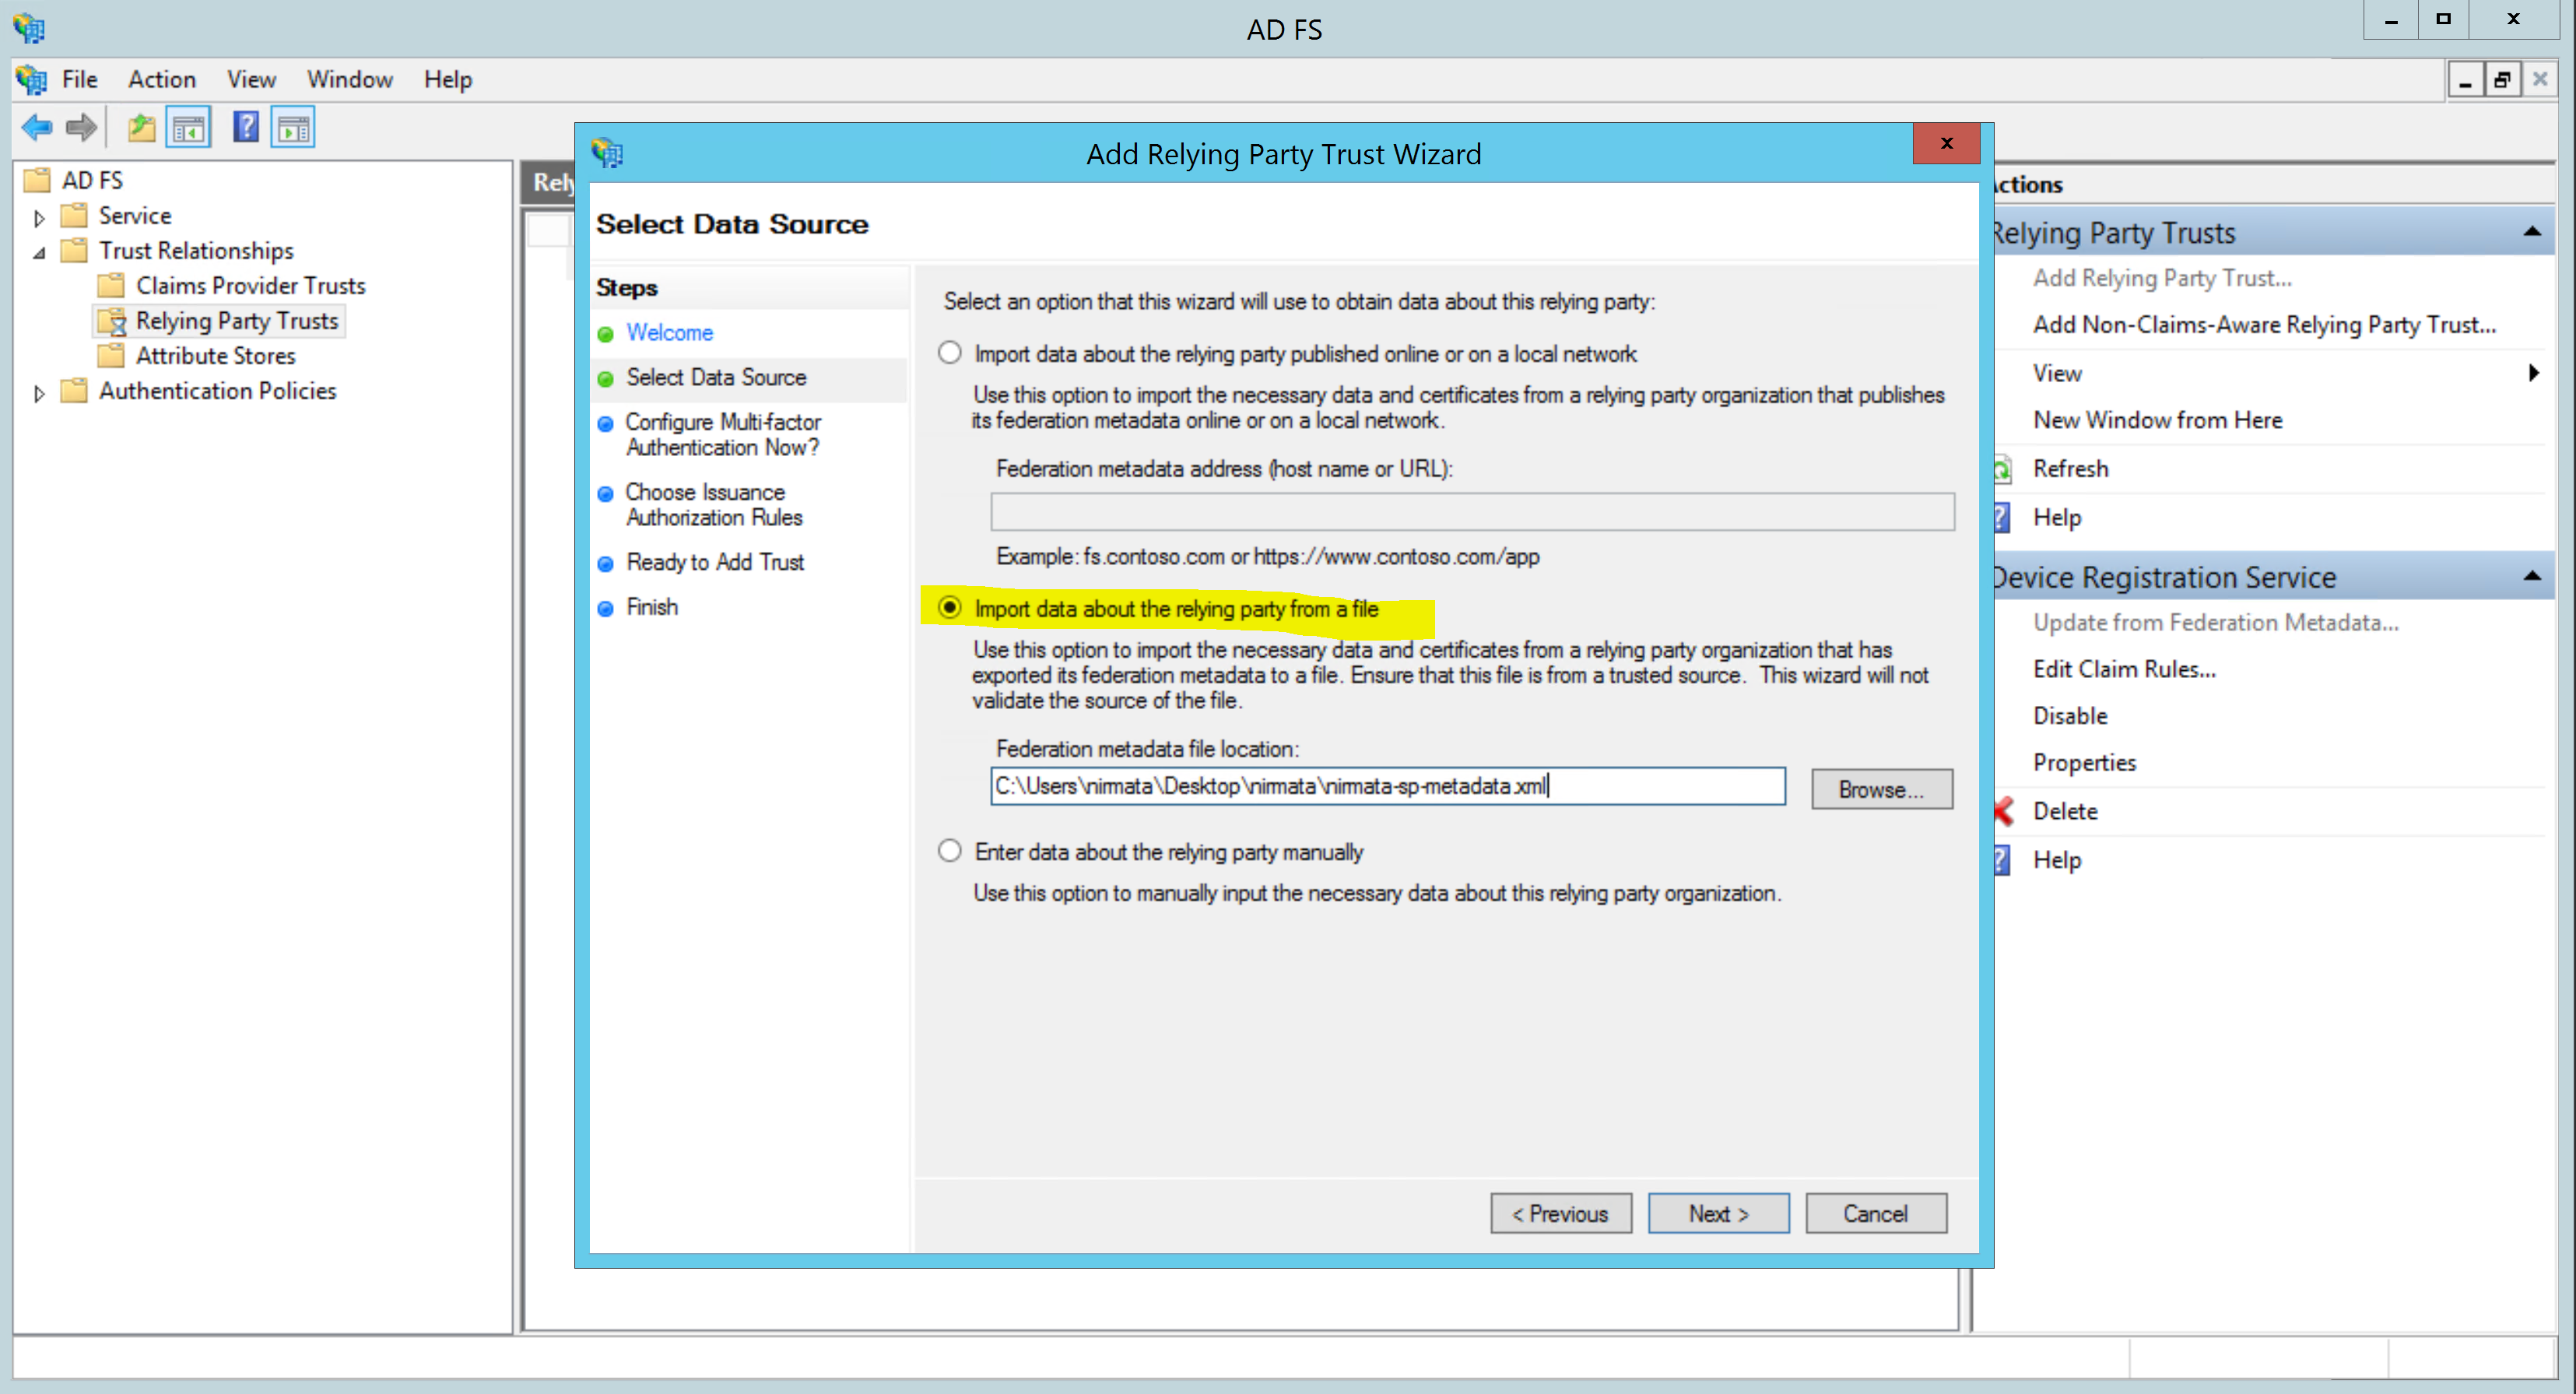 AD FS
File Action View Window Help
AD FS
Service
Trust Relationships
Claims Provider Trusts
Relying Party Trusts
Attribute Stores
Authentication Policies
Rely
Add Relying Party Trust Wizard
Select Data Source
Steps
Welcome
Select Data Source
Configure Multi-factor
Authentication Now?
Choose Issuance
Authorization Rules
Ready to Add Trust
Finish
Select an option that this wizard will use to obtain data about this relying party:
Import data about the relying party published online or on a local network
Use this option to import the necessary data and certificates from a relying party organization that publishes
its federation metadata online or on a local network.
Federation metadata address (host name or URL):
Example: fs.contoso.com or https://www.contoso.com/app
Import data about the relying party from a file
Use this option to import the necessary data and certificates from a relying party organization that has
exported its federation metadata to a file. Ensure that this file is from a trusted source.  This wizard will not
validate the source of the file.
Federation metadata file location:
C:\Users\nirmata\Desktop\nirmata\nirmata-sp-metadata.xml
Browse...
Enter data about the relying party manually
Use this option to manually input the necessary data about this relying party organization.
< Previous
Next >
Cancel
Actions
Relying Party Trusts
Add Relying Party Trust...
Add Non-Claims-Aware Relying Party Trust...
View
New Window from Here
Refresh
Help
Device Registration Service
Update from Federation Metadata...
Edit Claim Rules...
Disable
Properties
Delete
Help